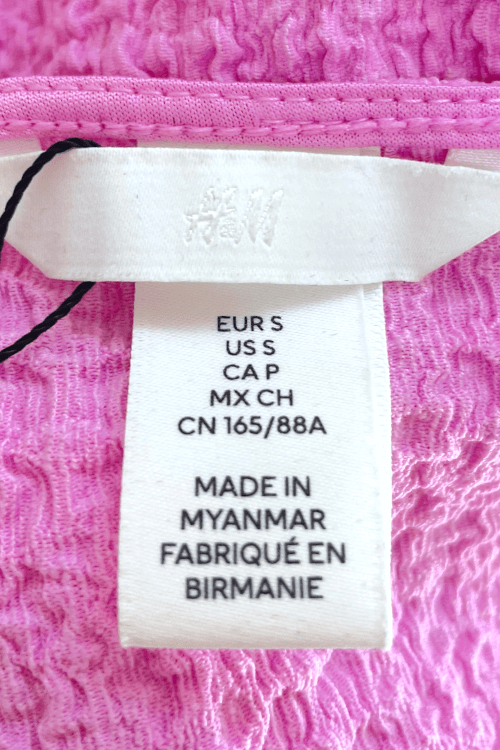 H&M
EUR S
US S
CA P
MX CH
CN 165/88A
MADE IN
MYANMAR
FABRIQUÉ EN
BIRMANIE